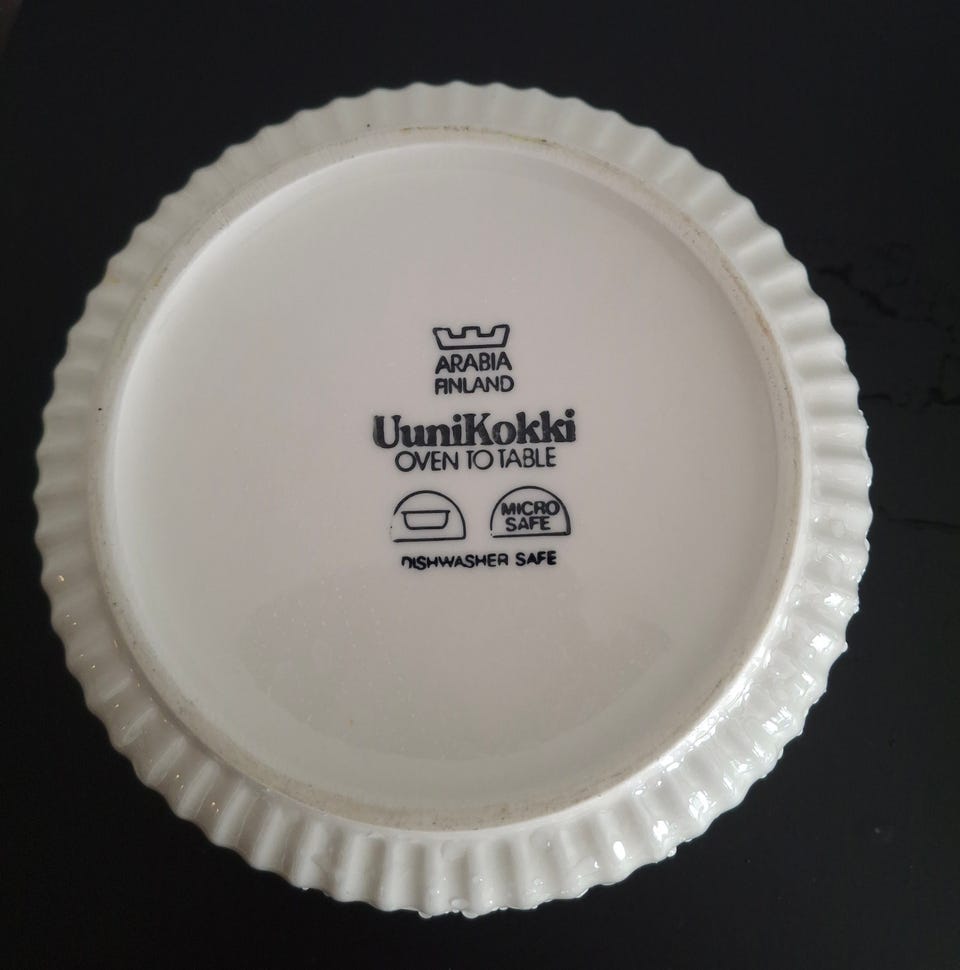 ARABIA
FINLAND
UuniKokki
OVEN TO TABLE
MICRO
SAFE
DISHWASHER SAFE